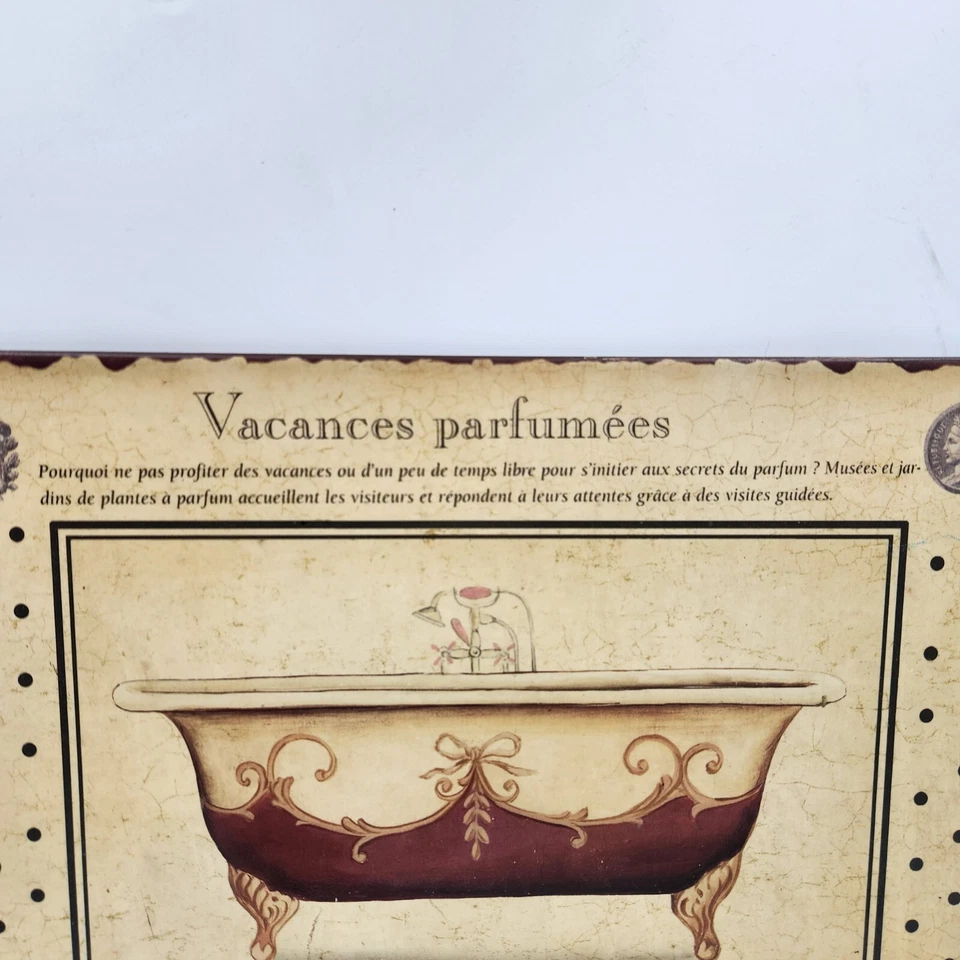 Vacances parfumées
Pourquoi ne pas profiter des vacances ou d'un peu de temps libre pour s'initier aux secrets du parfum ? Musées et jar-
dins de plantes à parfum accueillent les visiteurs et répondent à leurs attentes grâce à des visites guidées.